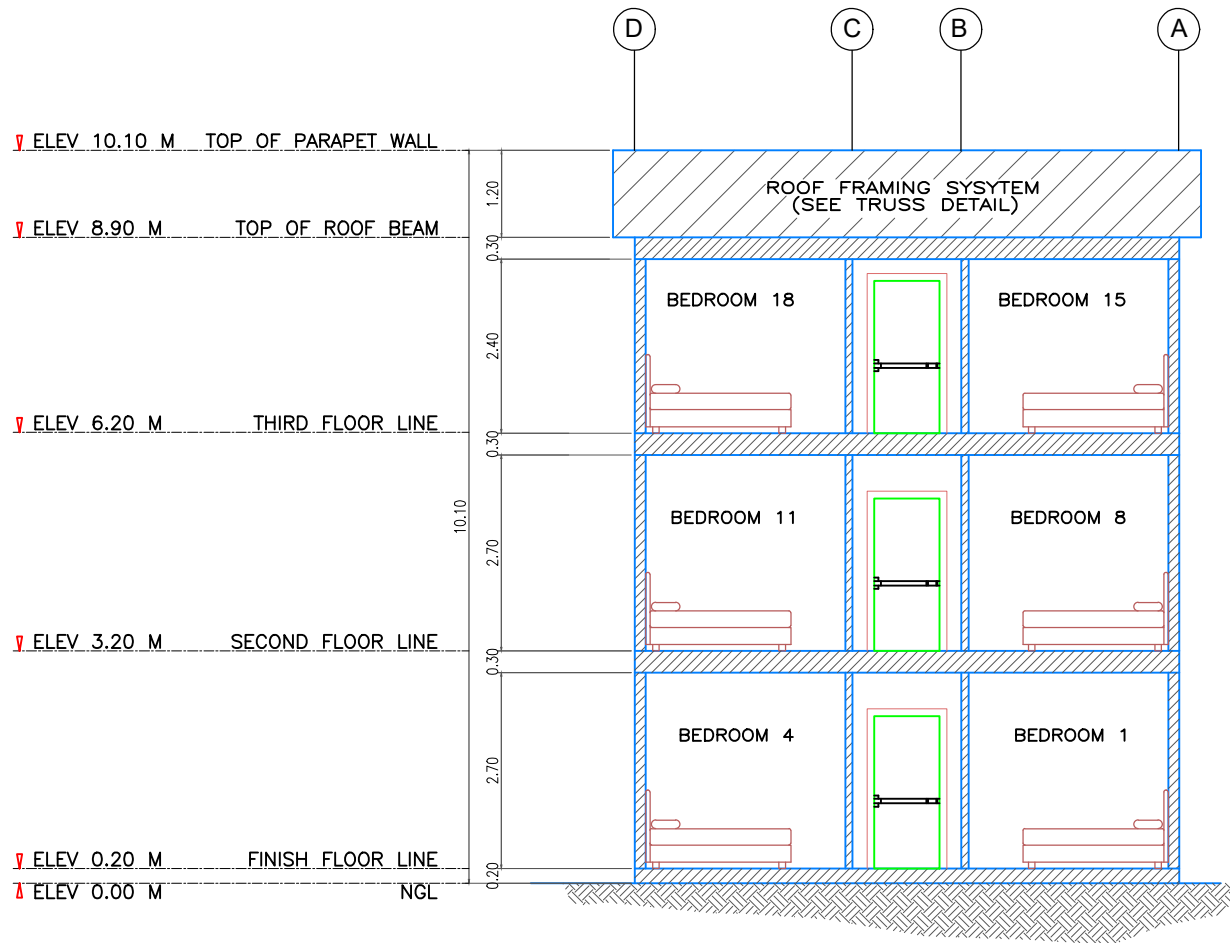 D C B A
ELEV 10.10 M TOP OF PARAPET WALL
1.20
ROOF FRAMING SYSYTEM
(SEE TRUSS DETAIL)
ELEV 8.90 M TOP OF ROOF BEAM
0.30
BEDROOM 18 BEDROOM 15
2.40
ELEV 6.20 M THIRD FLOOR LINE
0.30
10.10
BEDROOM 11 BEDROOM 8
2.70
ELEV 3.20 M SECOND FLOOR LINE
0.30
BEDROOM 4 BEDROOM 1
2.70
ELEV 0.20 M FINISH FLOOR LINE
0.20
ELEV 0.00 M NGL